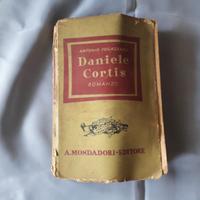 ANTONIO FOGAZZARO
Daniele
Cortis
ROMANZO
A. MONDADORI - EDITORE